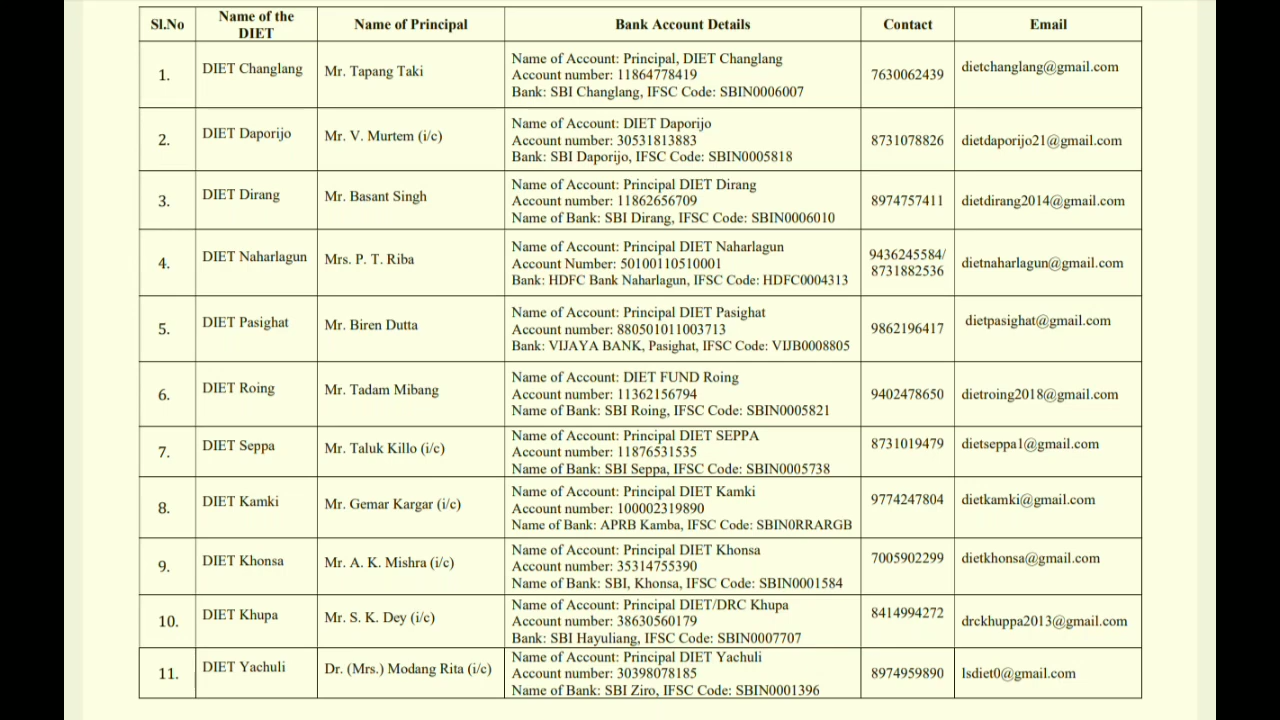 Sl.No Name of the DIET Name of Principal Bank Account Details Contact Email
1. DIET Changlang Mr. Tapang Taki Name of Account: Principal, DIET Changlang
Account number: 11864778419
Bank: SBI Changlang, IFSC Code: SBIN0006007
7630062439 dietchanglang@gmail.com
2. DIET Daporijo Mr. V. Murtem (i/c) Name of Account: DIET Daporijo
Account number: 30531813883
Bank: SBI Daporijo, IFSC Code: SBIN0005818
8731078826 dietdaporijo21@gmail.com
3. DIET Dirang Mr. Basant Singh Name of Account: Principal DIET Dirang
Account number: 11862656709
Name of Bank: SBI Dirang, IFSC Code: SBIN0006010
8974757411 dietdirang2014@gmail.com
4. DIET Naharlagun Mrs. P. T. Riba Name of Account: Principal DIET Naharlagun
Account Number: 50100110510001
Bank: HDFC Bank Naharlagun, IFSC Code: HDFC0004313
9436245584/
8731882536
dietnaharlagun@gmail.com
5. DIET Pasighat Mr. Biren Dutta Name of Account: Principal DIET Pasighat
Account number: 880501011003713
Bank: VIJAYA BANK, Pasighat, IFSC Code: VIJB0008805
9862196417 dietpasighat@gmail.com
6. DIET Roing Mr. Tadam Mibang Name of Account: DIET FUND Roing
Account number: 11362156794
Name of Bank: SBI Roing, IFSC Code: SBIN0005821
9402478650 dietroing2018@gmail.com
7. DIET Seppa Mr. Taluk Killo (i/c) Name of Account: Principal DIET SEPPA
Account number: 11876531535
Name of Bank: SBI Seppa, IFSC Code: SBIN0005738
8731019479 dietseppa1@gmail.com
8. DIET Kamki Mr. Gemar Kargar (i/c) Name of Account: Principal DIET Kamki
Account number: 100002319890
Name of Bank: APRB Kamba, IFSC Code: SBIN0RRARGB
9774247804 dietkamki@gmail.com
9. DIET Khonsa Mr. A. K. Mishra (i/c) Name of Account: Principal DIET Khonsa
Account number: 35314755390
Name of Bank: SBI, Khonsa, IFSC Code: SBIN0001584
7005902299 dietkhonsa@gmail.com
10. DIET Khupa Mr. S. K. Dey (i/c) Name of Account: Principal DIET/DRC Khupa
Account number: 38630560179
Bank: SBI Hayuliang, IFSC Code: SBIN0007707
8414994272 drckhuppa2013@gmail.com
11. DIET Yachuli Dr. (Mrs.) Modang Rita (i/c) Name of Account: Principal DIET Yachuli
Account number: 30398078185
Name of Bank: SBI Ziro, IFSC Code: SBIN0001396
8974959890 lsdiet0@gmail.com